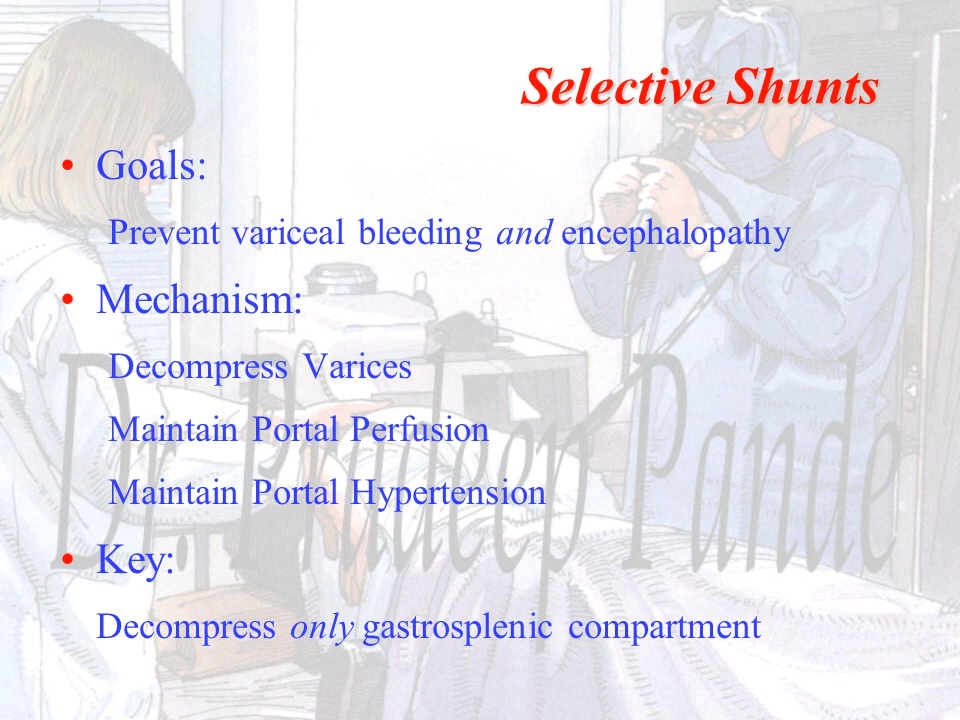 Selective Shunts
• Goals:
Prevent variceal bleeding and encephalopathy
• Mechanism:
Decompress Varices
Maintain Portal Perfusion
Maintain Portal Hypertension
• Key:
Decompress only gastrosplenic compartment
Dr. Pradeep Pande